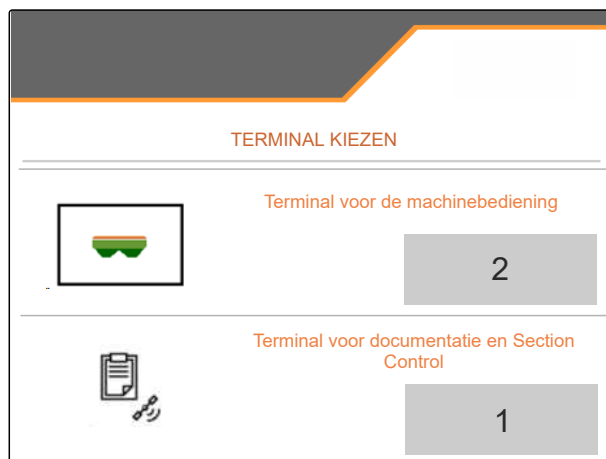 TERMINAL KIEZEN
Terminal voor de machinebediening
2
Terminal voor documentatie en Section
Control
1